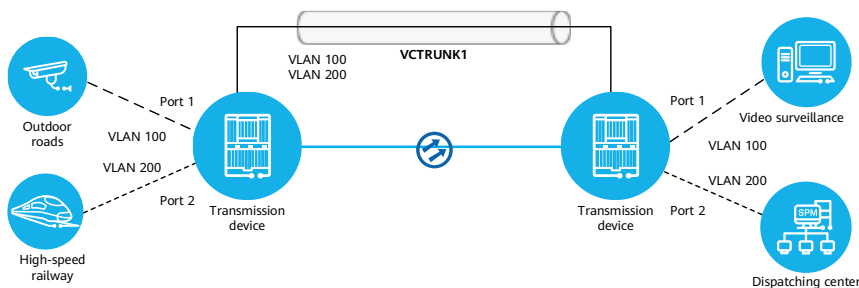 VLAN 100
VLAN 200
VCTRUNK1
Port 1
Outdoor
roads
VLAN 100
VLAN 200
Port 2
High-speed
railway
Transmission
device
Transmission
device
Port 1
Video surveillance
VLAN 100
VLAN 200
Port 2
SPM
Dispatching center